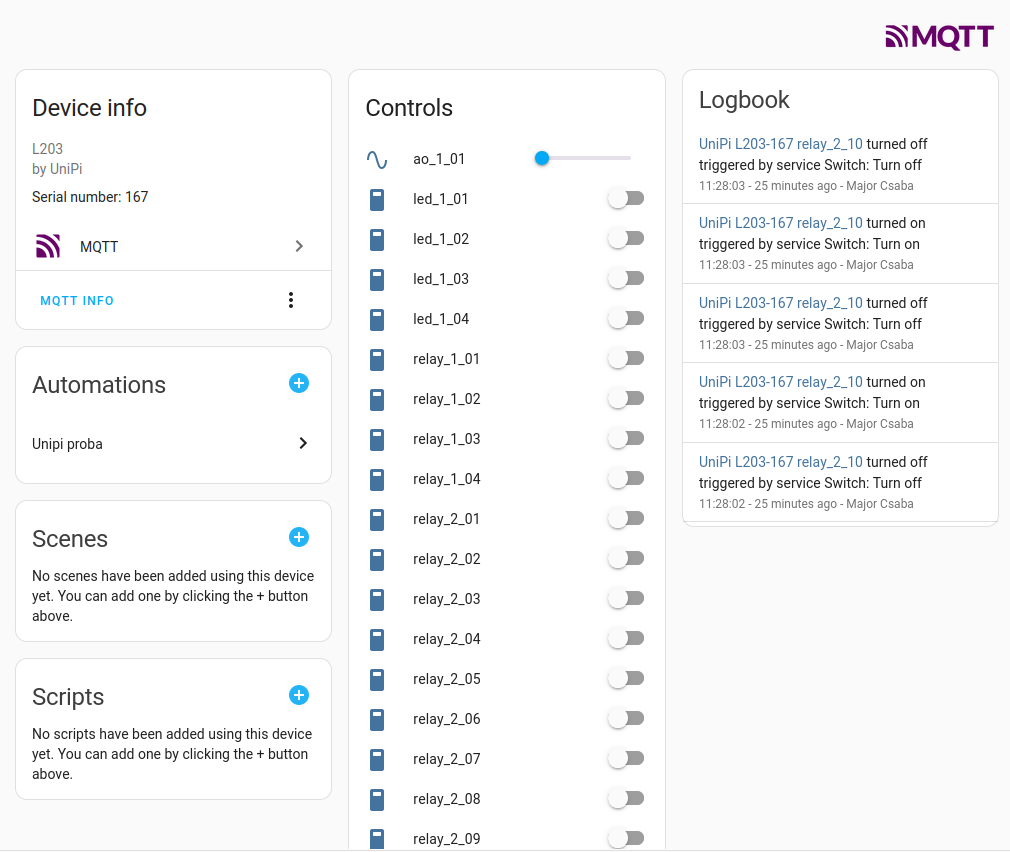 MQTT
Device info
L203
by UniPi
Serial number: 167
MQTT
MQTT INFO
Automations
Unipi proba
Scenes
No scenes have been added using this device
yet. You can add one by clicking the + button
above.
Scripts
No scripts have been added using this device
yet. You can add one by clicking the + button
above.
Controls
ao_1_01
led_1_01
led_1_02
led_1_03
led_1_04
relay_1_01
relay_1_02
relay_1_03
relay_1_04
relay_2_01
relay_2_02
relay_2_03
relay_2_04
relay_2_05
relay_2_06
relay_2_07
relay_2_08
relay_2_09
Logbook
UniPi L203-167 relay_2_10 turned off
triggered by service Switch: Turn off
11:28:03 - 25 minutes ago - Major Csaba
UniPi L203-167 relay_2_10 turned on
triggered by service Switch: Turn on
11:28:03 - 25 minutes ago - Major Csaba
UniPi L203-167 relay_2_10 turned off
triggered by service Switch: Turn off
11:28:03 - 25 minutes ago - Major Csaba
UniPi L203-167 relay_2_10 turned on
triggered by service Switch: Turn on
11:28:02 - 25 minutes ago - Major Csaba
UniPi L203-167 relay_2_10 turned off
triggered by service Switch: Turn off
11:28:02 - 25 minutes ago - Major Csaba